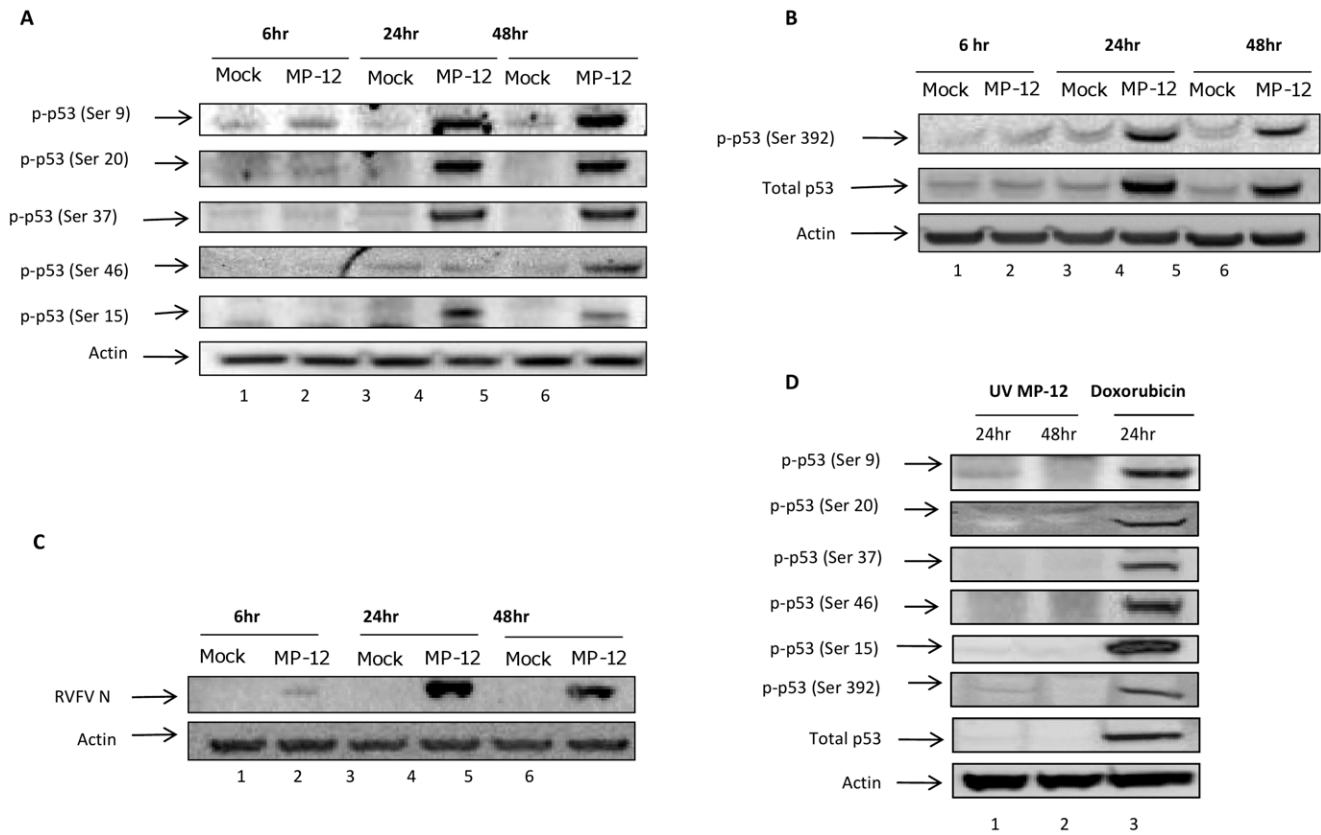 A
6hr 24hr 48hr
Mock MP-12 Mock MP-12 Mock MP-12
p-p53 (Ser 9)
p-p53 (Ser 20)
p-p53 (Ser 37)
p-p53 (Ser 46)
p-p53 (Ser 15)
Actin
1 2 3 4 5 6
B
6 hr 24hr 48hr
Mock MP-12 Mock MP-12 Mock MP-12
p-p53 (Ser 392)
Total p53
Actin
1 2 3 4 5 6
C
6hr 24hr 48hr
Mock MP-12 Mock MP-12 Mock MP-12
RVFV N
Actin
1 2 3 4 5 6
D
UV MP-12 Doxorubicin
24hr 48hr 24hr
p-p53 (Ser 9)
p-p53 (Ser 20)
p-p53 (Ser 37)
p-p53 (Ser 46)
p-p53 (Ser 15)
p-p53 (Ser 392)
Total p53
Actin
1 2 3